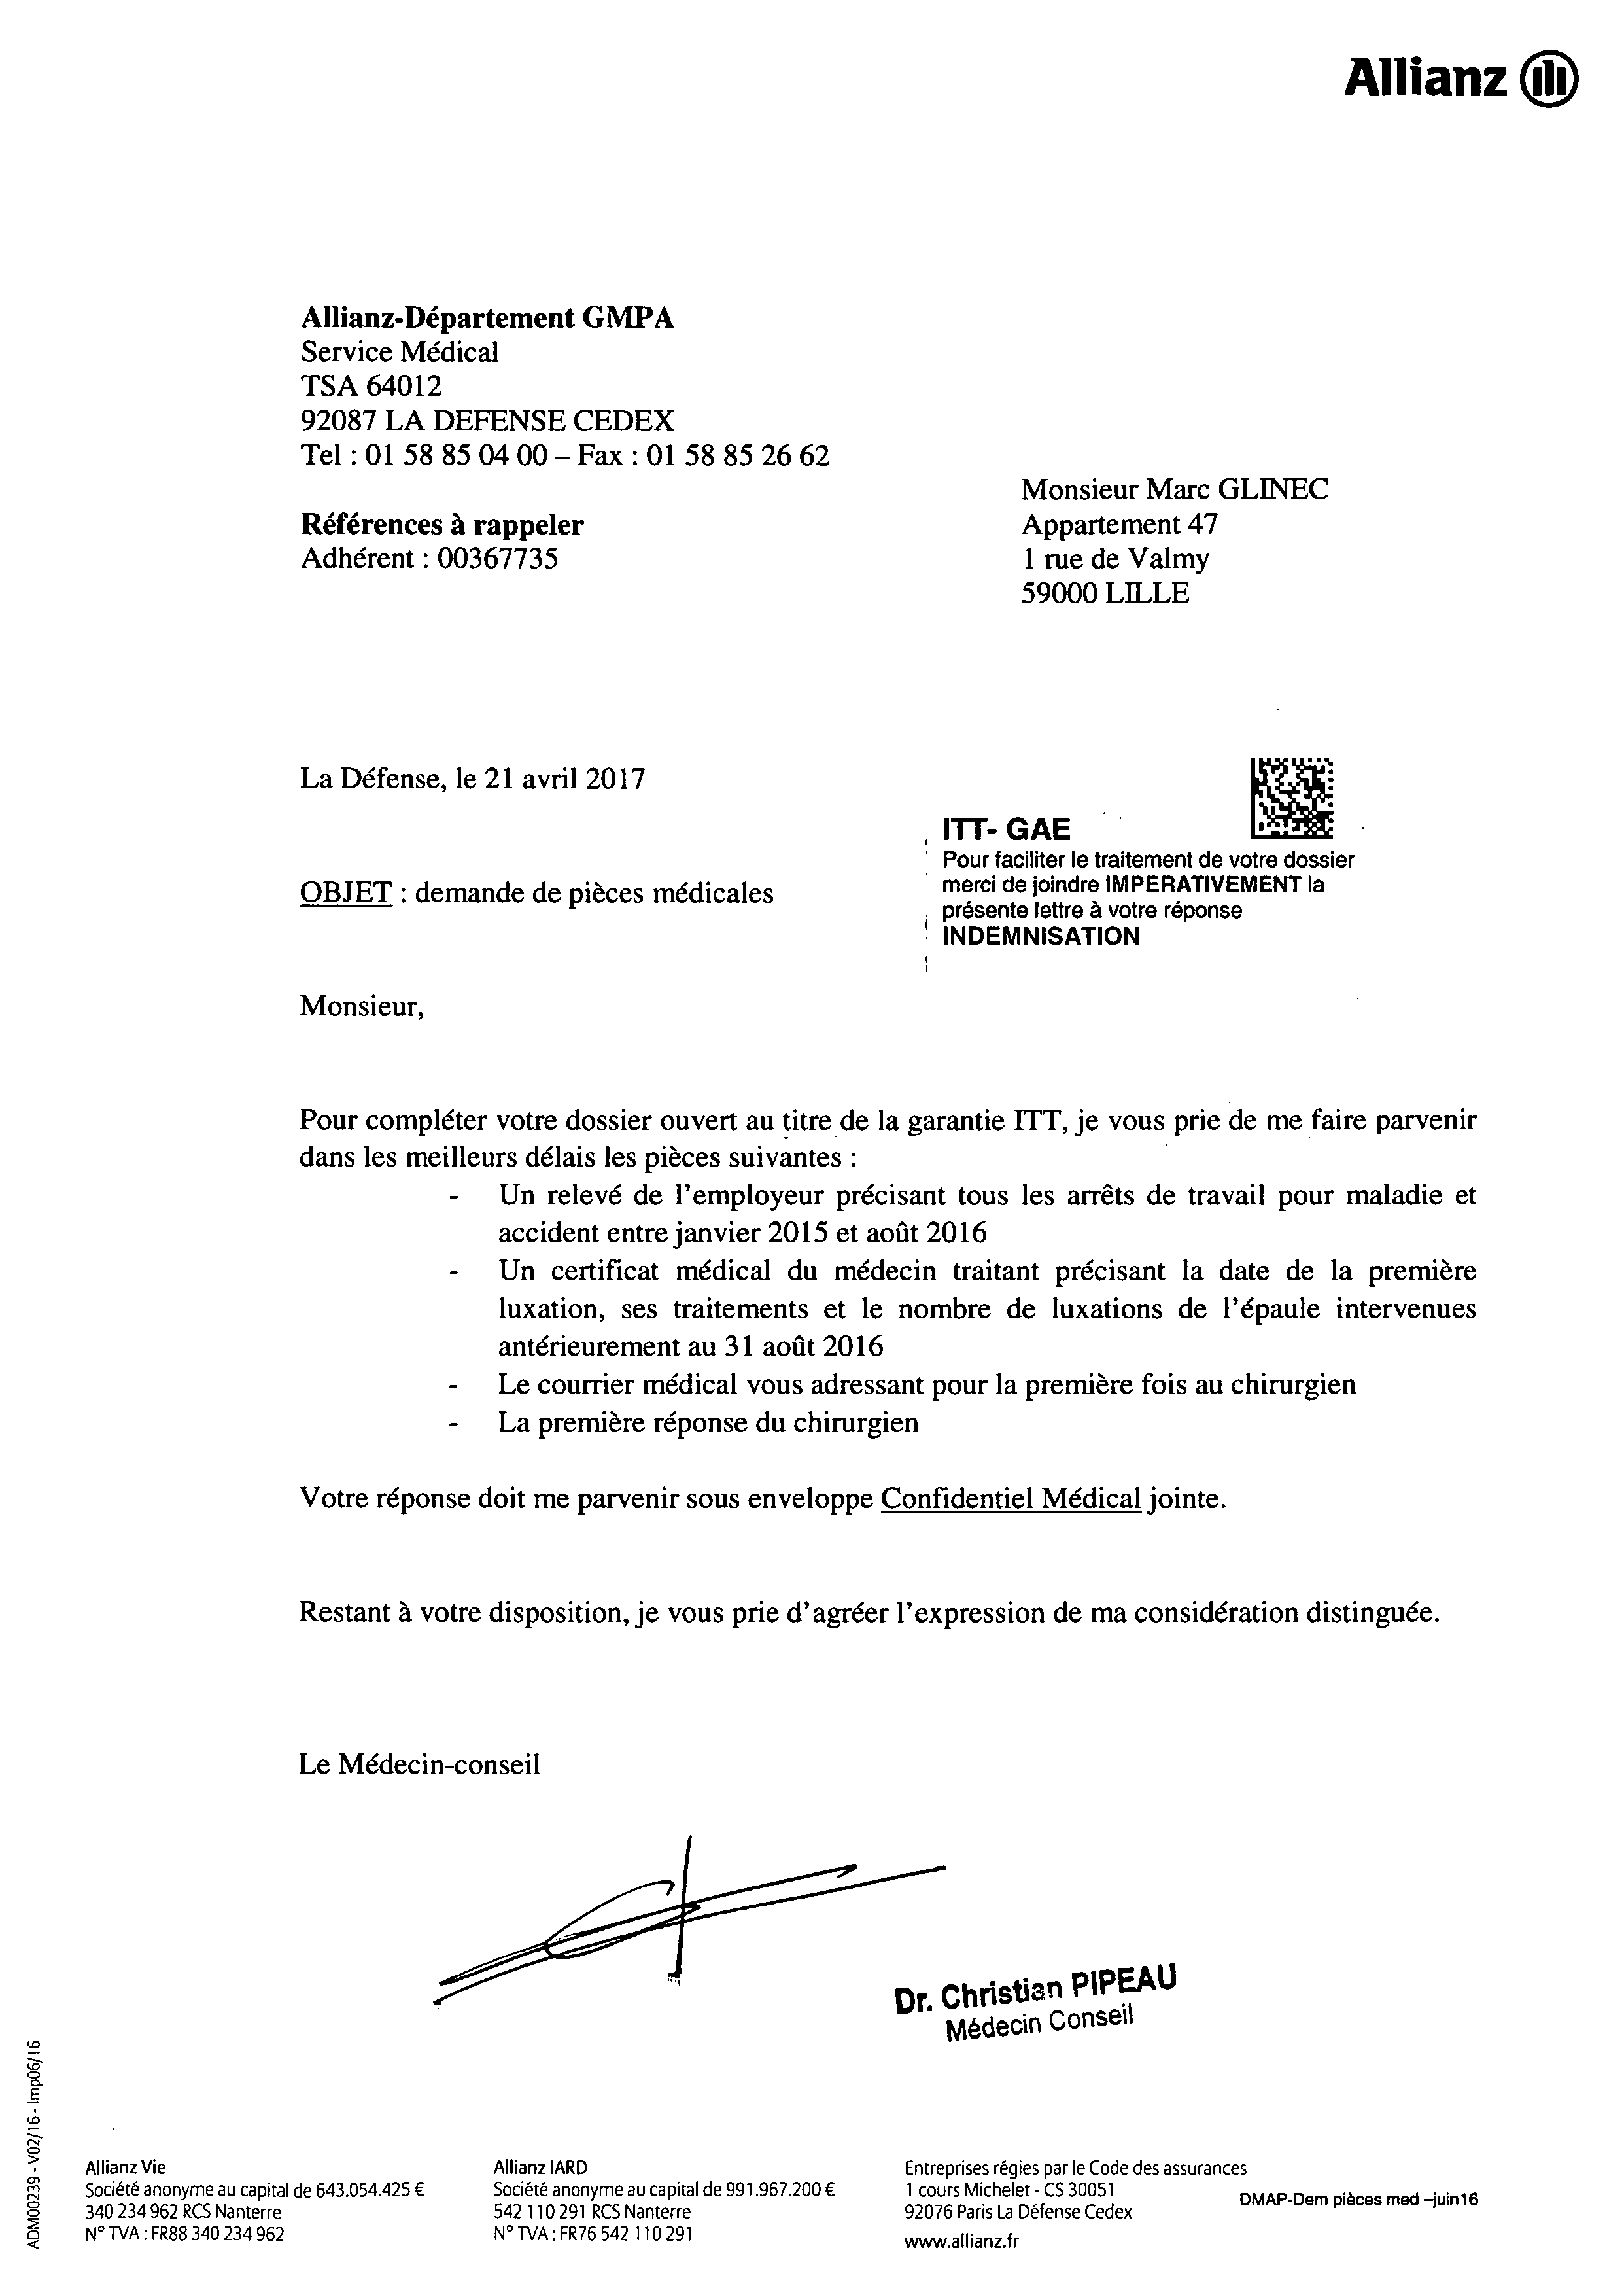 Allianz
Allianz-Département GMPA
Service Médical
TSA 64012
92087 LA DEFENSE CEDEX
Tel : 01 58 85 04 00 – Fax : 01 58 85 26 62
Monsieur Marc GLINEC
Appartement 47
1 rue de Valmy
59000 LILLE
Références à rappeler
Adhérent : 00367735
La Défense, le 21 avril 2017
ITT- GAE
Pour faciliter le traitement de votre dossier
merci de joindre IMPERATIVEMENT la
présente lettre à votre réponse
INDEMNISATION
OBJET : demande de pièces médicales
Monsieur,
Pour compléter votre dossier ouvert au titre de la garantie ITT, je vous prie de me faire parvenir
dans les meilleurs délais les pièces suivantes :
- Un relevé de l’employeur précisant tous les arrêts de travail pour maladie et
accident entre janvier 2015 et août 2016
- Un certificat médical du médecin traitant précisant la date de la première
luxation, ses traitements et le nombre de luxations de l’épaule intervenues
antérieurement au 31 août 2016
- Le courrier médical vous adressant pour la première fois au chirurgien
- La première réponse du chirurgien
Votre réponse doit me parvenir sous enveloppe Confidentiel Médical jointe.
Restant à votre disposition, je vous prie d’agréer l’expression de ma considération distinguée.
Le Médecin-conseil
Dr. Christian PIPEAU
Médecin Conseil
ADM00239 - V02/16 - Imp06/16
Allianz Vie
Société anonyme au capital de 643.054.425 €
340 234 962 RCS Nanterre
N° TVA : FR88 340 234 962
Allianz IARD
Société anonyme au capital de 991.967.200 €
542 110 291 RCS Nanterre
N° TVA : FR76 542 110 291
Entreprises régies par le Code des assurances
1 cours Michelet - CS 30051
92076 Paris La Défense Cedex
www.allianz.fr
DMAP-Dem pièces med –juin16